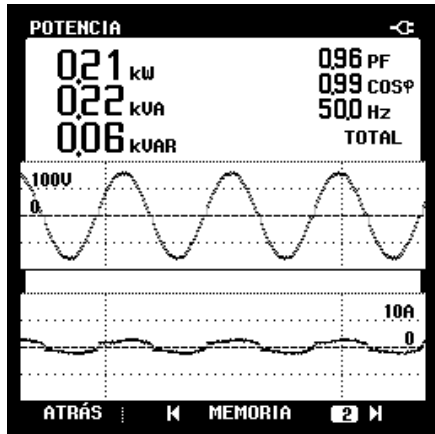 POTENCIA
0,21 kW
0,96 PF
0,22 kVA
0,99 COSφ
0,06 kVAR
50,0 Hz
TOTAL
100V
0
10A
0
ATRÁS
MEMORIA
2